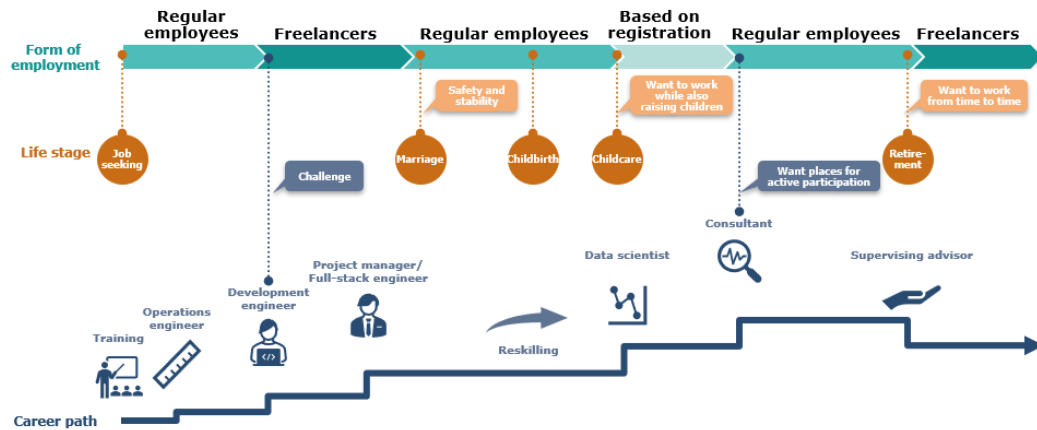 Regular
employees
Freelancers
Regular employees
Based on
registration
Regular employees
Freelancers
Form of
employment
Safety and
stability
Want to work
while also
raising children
Want to work
from time to time
Life stage
Job
seeking
Marriage
Childbirth
Childcare
Retire-
ment
Challenge
Want places for
active participation
Consultant
Data scientist
Supervising advisor
Project manager/
Full-stack engineer
Development
engineer
Operations
engineer
Training
Reskilling
</>
Career path